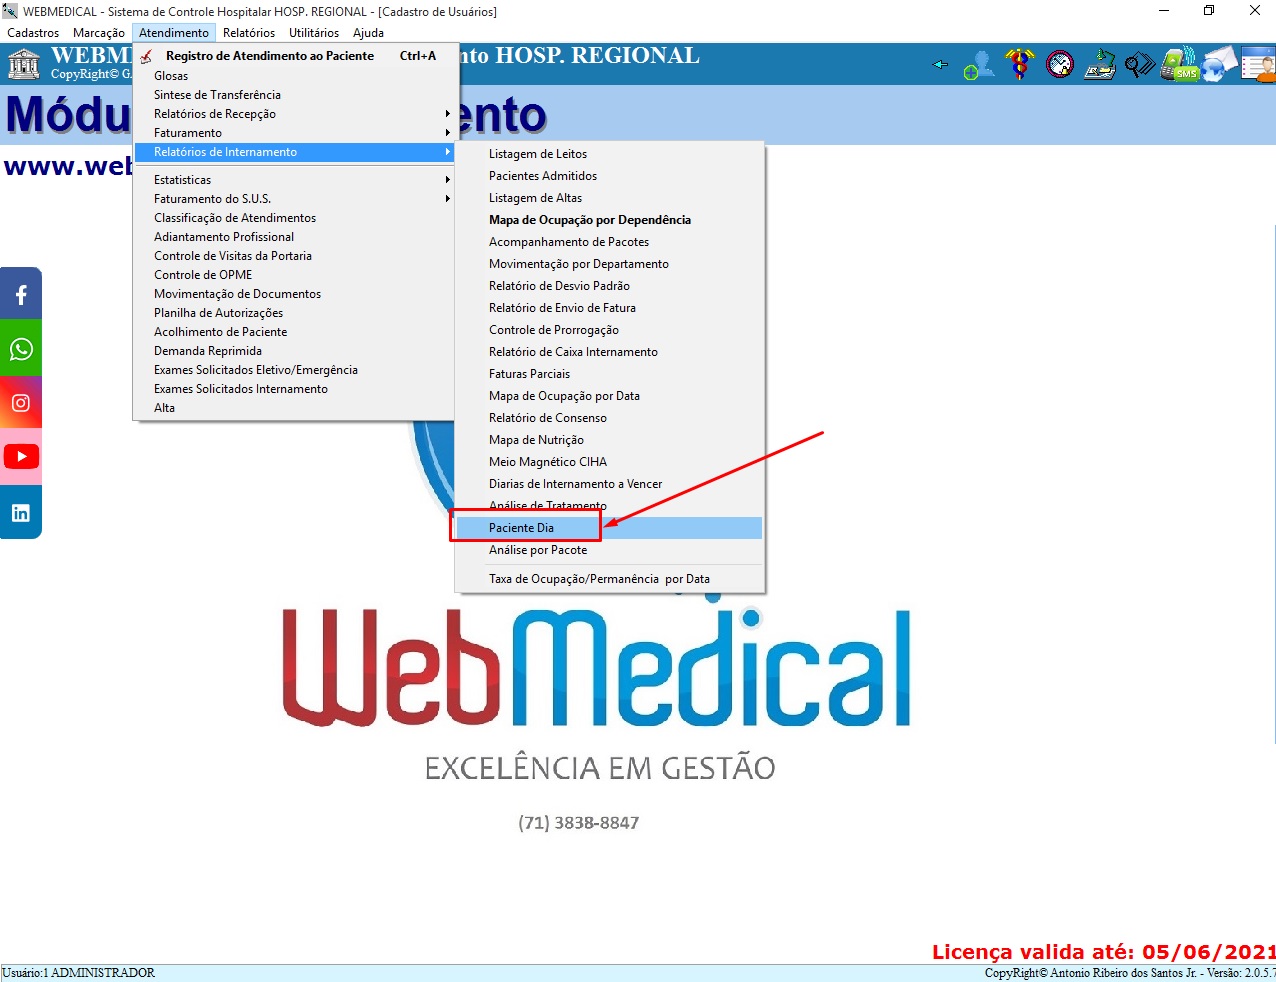 WEBMEDICAL - Sistema de Controle Hospitalar HOSP. REGIONAL - [Cadastro de Usuários]
Cadastros Marcação Atendimento Relatórios Utilitários Ajuda
WEBM
nto HOSP. REGIONAL
CopyRight© G.
SMS
Módu
ento
www.web
Registro de Atendimento ao Paciente Ctrl+A
Glosas
Sintese de Transferência
Relatórios de Recepção
Faturamento
Relatórios de Internamento
Estatisticas
Faturamento do S.U.S.
Classificação de Atendimentos
Adiantamento Profissional
Controle de Visitas da Portaria
Controle de OPME
Movimentação de Documentos
Planilha de Autorizações
Acolhimento de Paciente
Demanda Reprimida
Exames Solicitados Eletivo/Emergência
Exames Solicitados Internamento
Alta
Listagem de Leitos
Pacientes Admitidos
Listagem de Altas
Mapa de Ocupação por Dependência
Acompanhamento de Pacotes
Movimentação por Departamento
Relatório de Desvio Padrão
Relatório de Envio de Fatura
Controle de Prorrogação
Relatório de Caixa Internamento
Faturas Parciais
Mapa de Ocupação por Data
Relatório de Consenso
Mapa de Nutrição
Meio Magnético CIHA
Diarias de Internamento a Vencer
Análise de Tratamento
Paciente Dia
Análise por Pacote
Taxa de Ocupação/Permanência por Data
WebMedical
EXCELÊNCIA EM GESTÃO
(71) 3838-8847
Licença valida até: 05/06/2021
Usuário:1 ADMINISTRADOR
CopyRight© Antonio Ribeiro dos Santos Jr. - Versão: 2.0.5.7